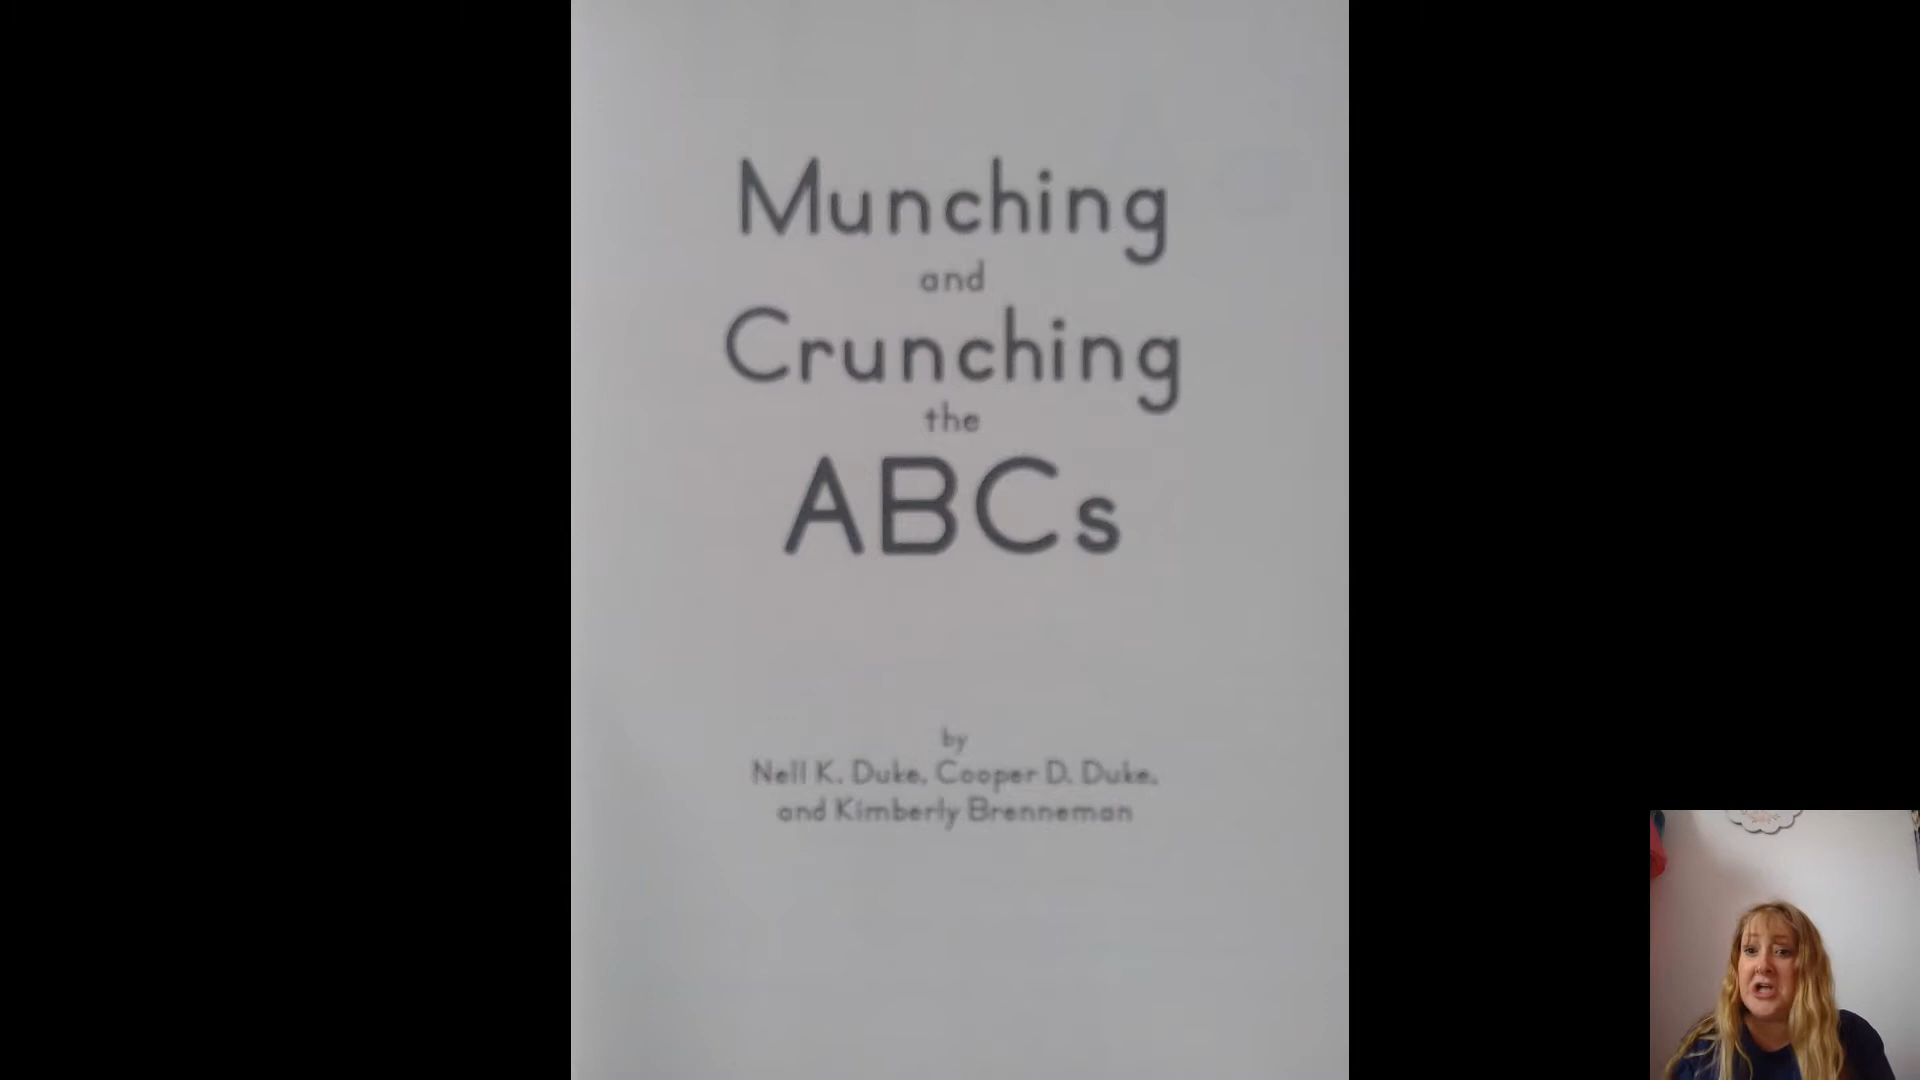 Munching
and
Crunching
the
ABCs
by
Nell K. Duke, Cooper D. Duke,
and Kimberly Brenneman